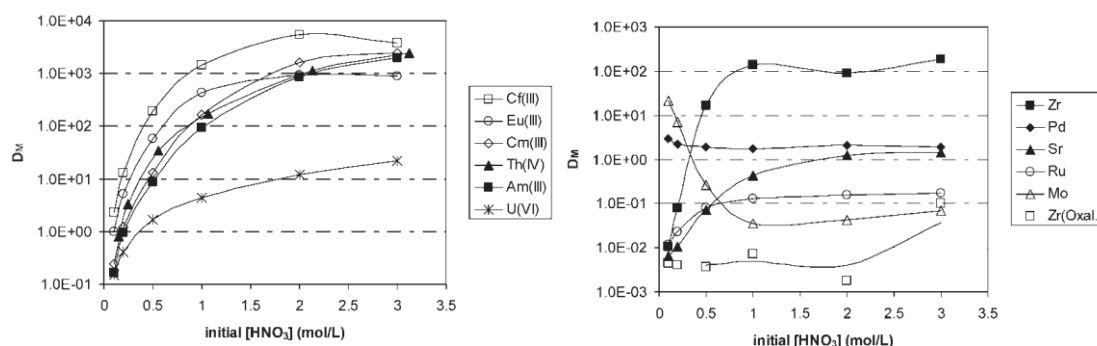 D_M
1.0E+04
1.0E+03
1.0E+02
1.0E+01
1.0E+00
1.0E-01
0 0.5 1 1.5 2 2.5 3 3.5
initial [HNO₃] (mol/L)
Cf(III)
Eu(III)
Cm(III)
Th(IV)
Am(III)
U(VI)
D_M
1.0E+03
1.0E+02
1.0E+01
1.0E+00
1.0E-01
1.0E-02
1.0E-03
0 0.5 1 1.5 2 2.5 3 3.5
initial [HNO₃] (mol/L)
Zr
Pd
Sr
Ru
Mo
Zr(Oxal.